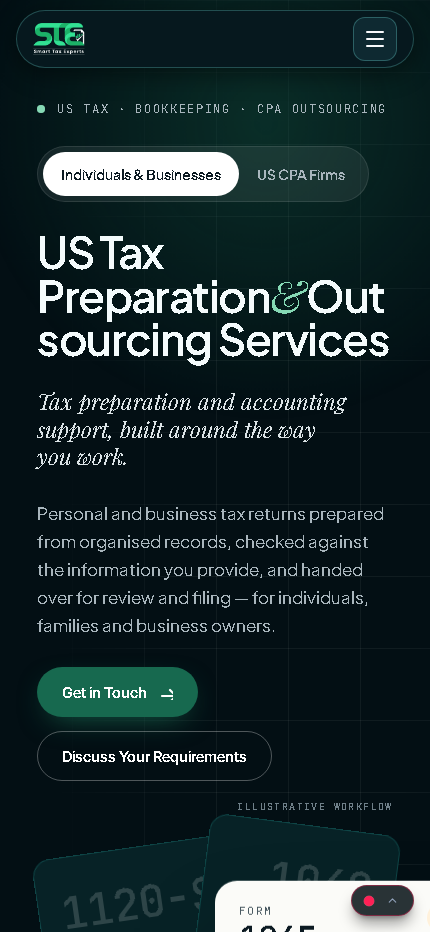 STE
Smart Tax Experts
US TAX · BOOKKEEPING · CPA OUTSOURCING
Individuals & Businesses
US CPA Firms
US Tax
Preparation&Out
sourcing Services
Tax preparation and accounting
support, built around the way
you work.
Personal and business tax returns prepared
from organised records, checked against
the information you provide, and handed
over for review and filing — for individuals,
families and business owners.
Get in Touch
Discuss Your Requirements
ILLUSTRATIVE WORKFLOW
1120-S
1040
FORM
1065